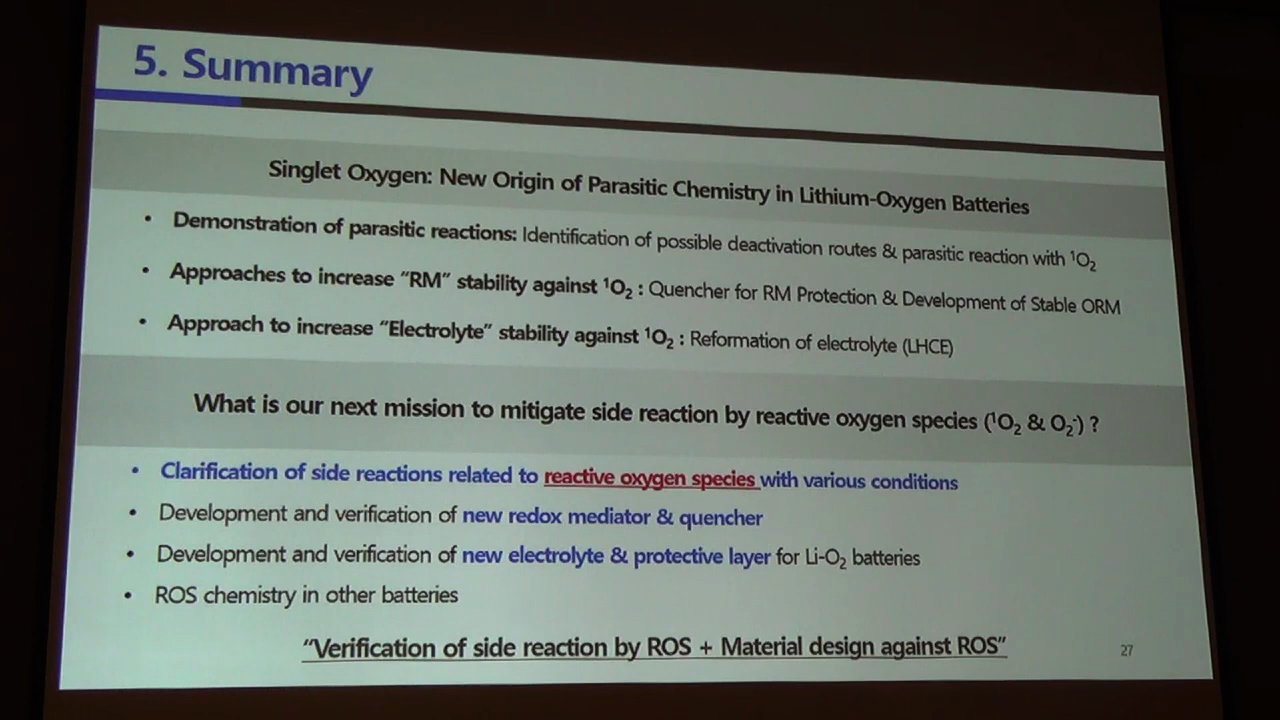 5. Summary
Singlet Oxygen: New Origin of Parasitic Chemistry in Lithium-Oxygen Batteries
• Demonstration of parasitic reactions: Identification of possible deactivation routes & parasitic reaction with ¹O₂
• Approaches to increase “RM” stability against ¹O₂ : Quencher for RM Protection & Development of Stable ORM
• Approach to increase “Electrolyte” stability against ¹O₂ : Reformation of electrolyte (LHCE)
What is our next mission to mitigate side reaction by reactive oxygen species (¹O₂ & O₂⁻) ?
• Clarification of side reactions related to reactive oxygen species with various conditions
• Development and verification of new redox mediator & quencher
• Development and verification of new electrolyte & protective layer for Li-O₂ batteries
• ROS chemistry in other batteries
“Verification of side reaction by ROS + Material design against ROS”
27